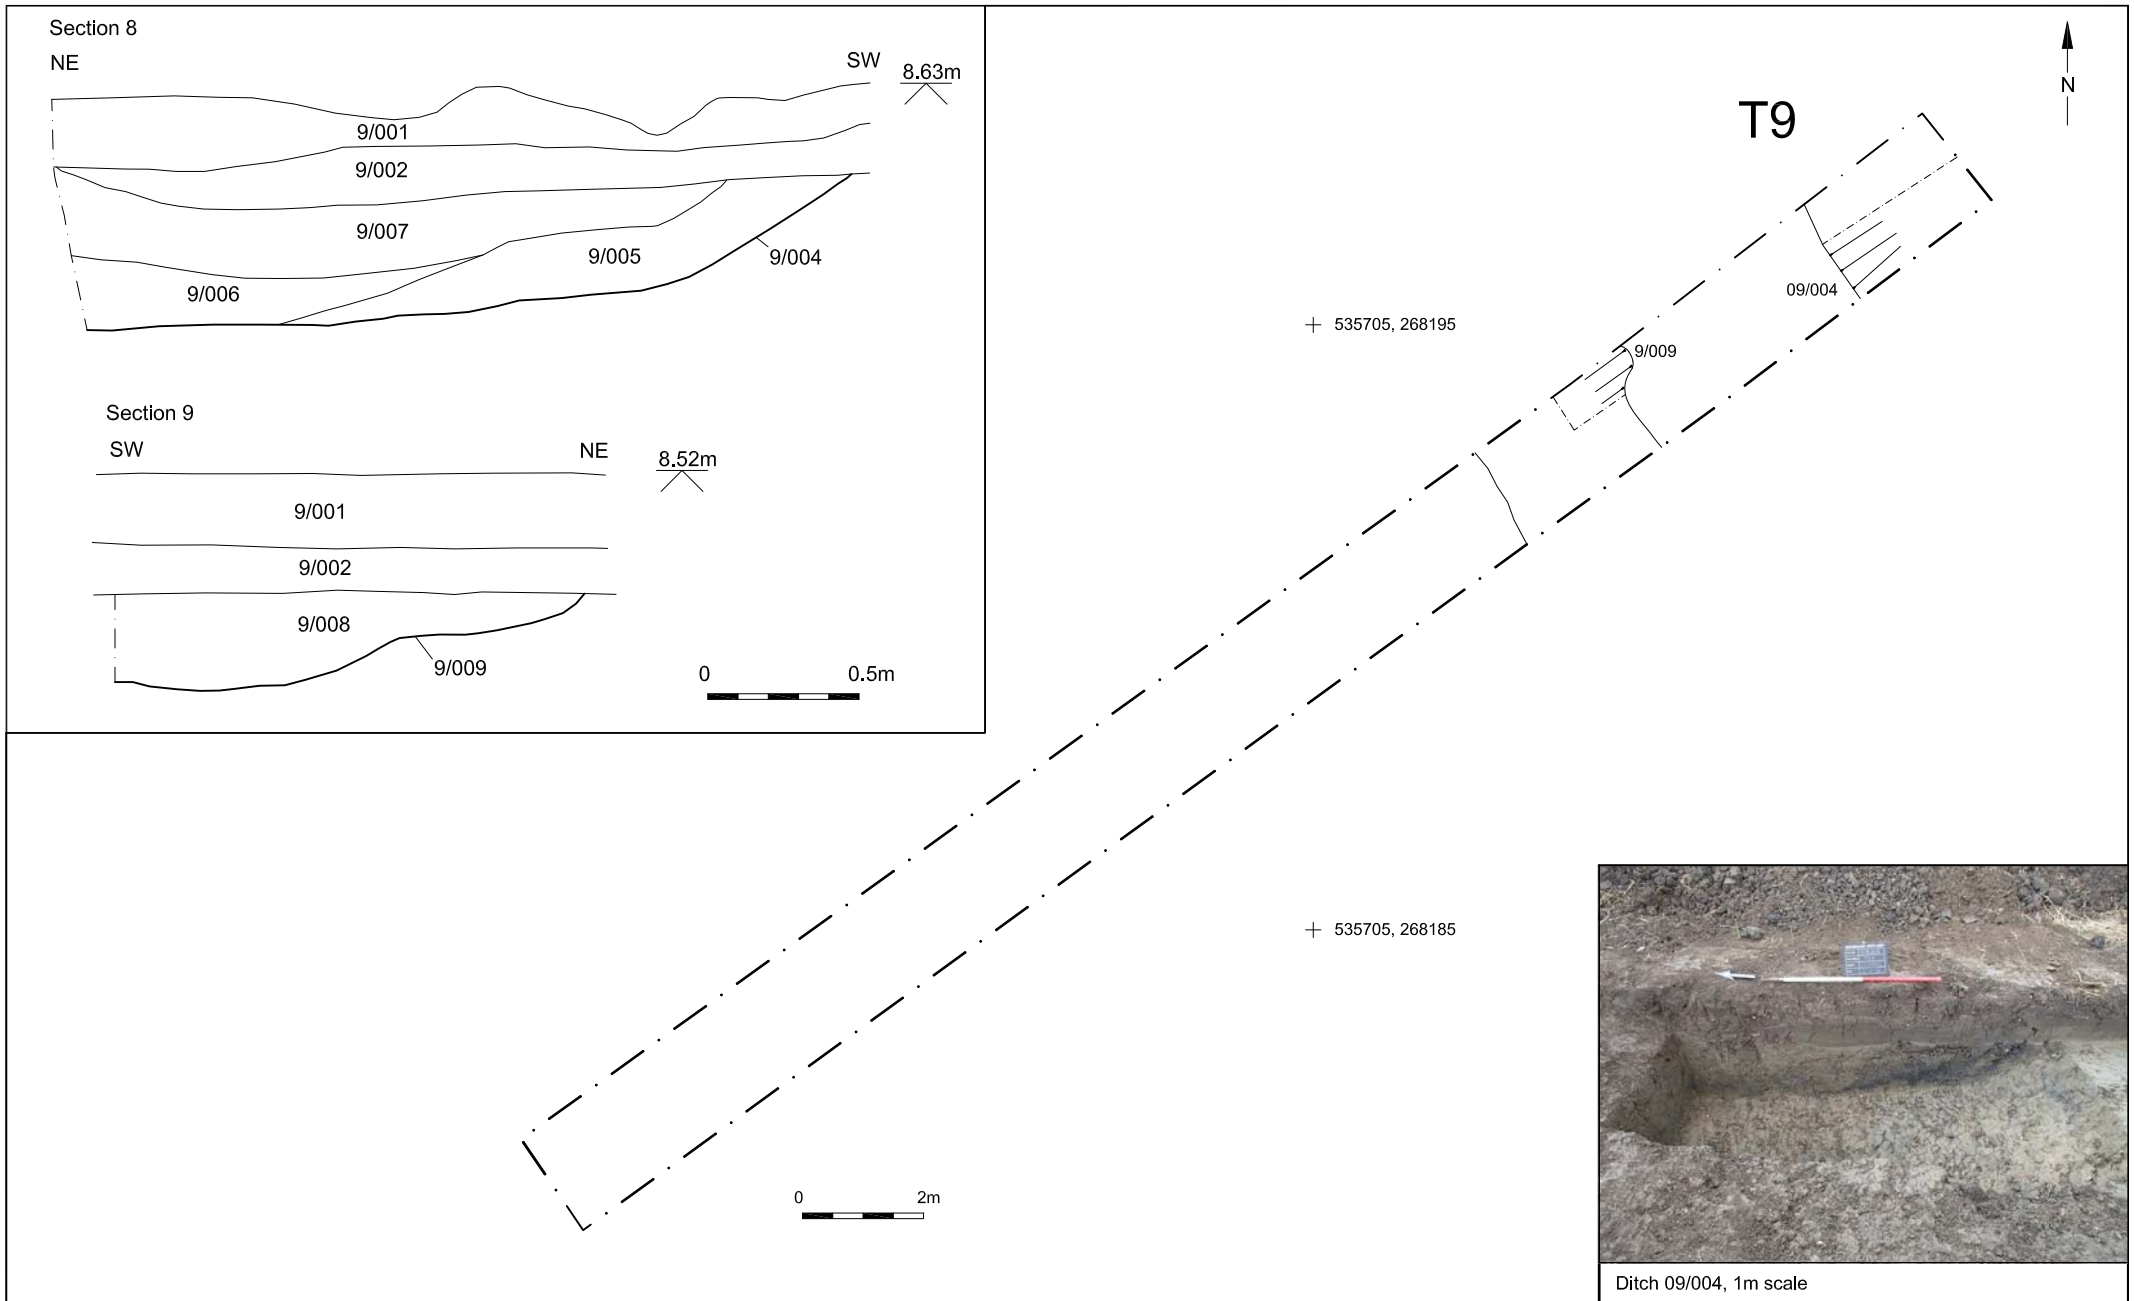 Section 8
NE
SW
8.63m
9/001
9/002
9/007
9/005
9/004
9/006
Section 9
SW
NE
8.52m
9/001
9/002
9/008
9/009
0 0.5m
T9
N
09/004
9/009
535705, 268195
535705, 268185
0 2m
Ditch 09/004, 1m scale